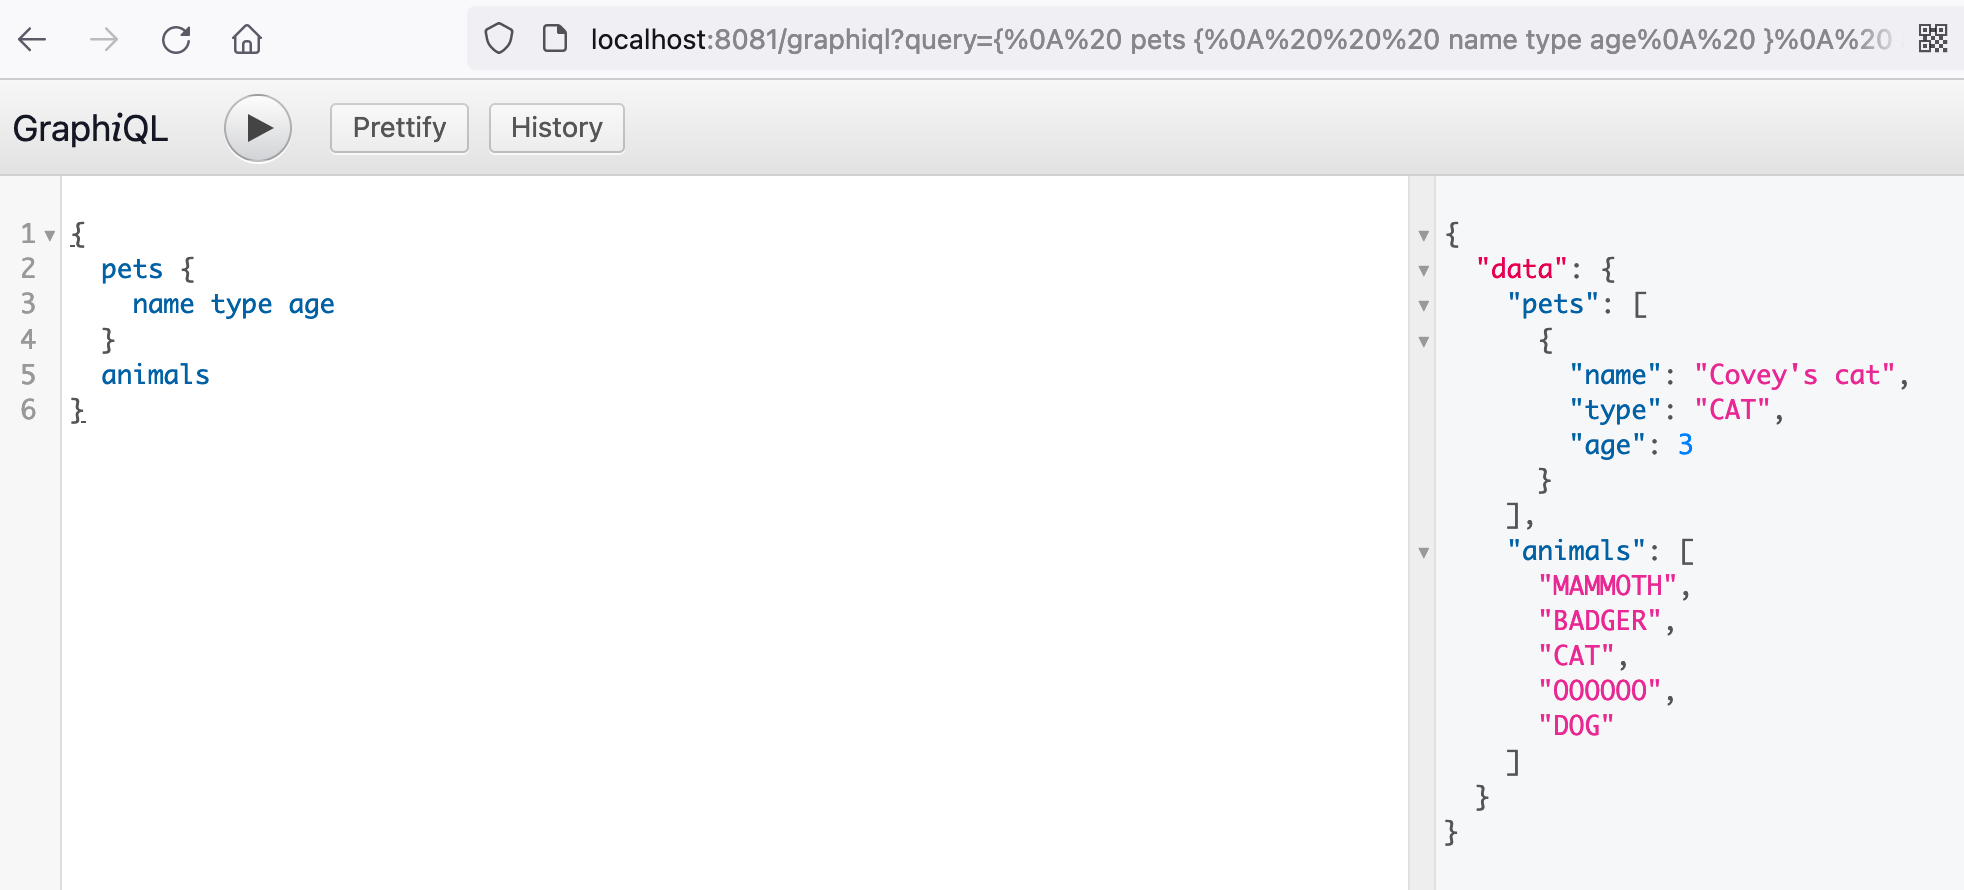 localhost:8081/graphiql?query={%0A%20 pets {%0A%20%20%20 name type age%0A%20 }%0A%20
GraphiQL
Prettify
History
1 {
2 pets {
3 name type age
4 }
5 animals
6 }
{
"data": {
"pets": [
{
"name": "Covey's cat",
"type": "CAT",
"age": 3
}
],
"animals": [
"MAMMOTH",
"BADGER",
"CAT",
"OOOOOO",
"DOG"
]
}
}